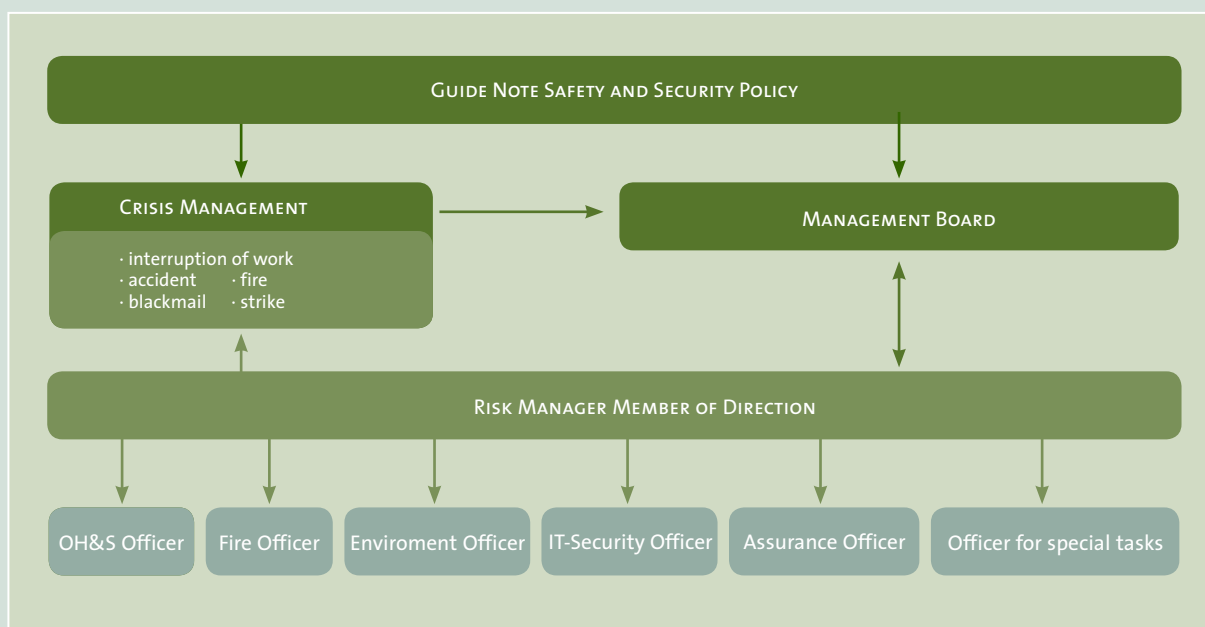 Guide Note Safety and Security Policy
Crisis Management
· interruption of work
· accident · fire
· blackmail · strike
Management Board
Risk Manager Member of Direction
OH&S Officer
Fire Officer
Enviroment Officer
IT-Security Officer
Assurance Officer
Officer for special tasks